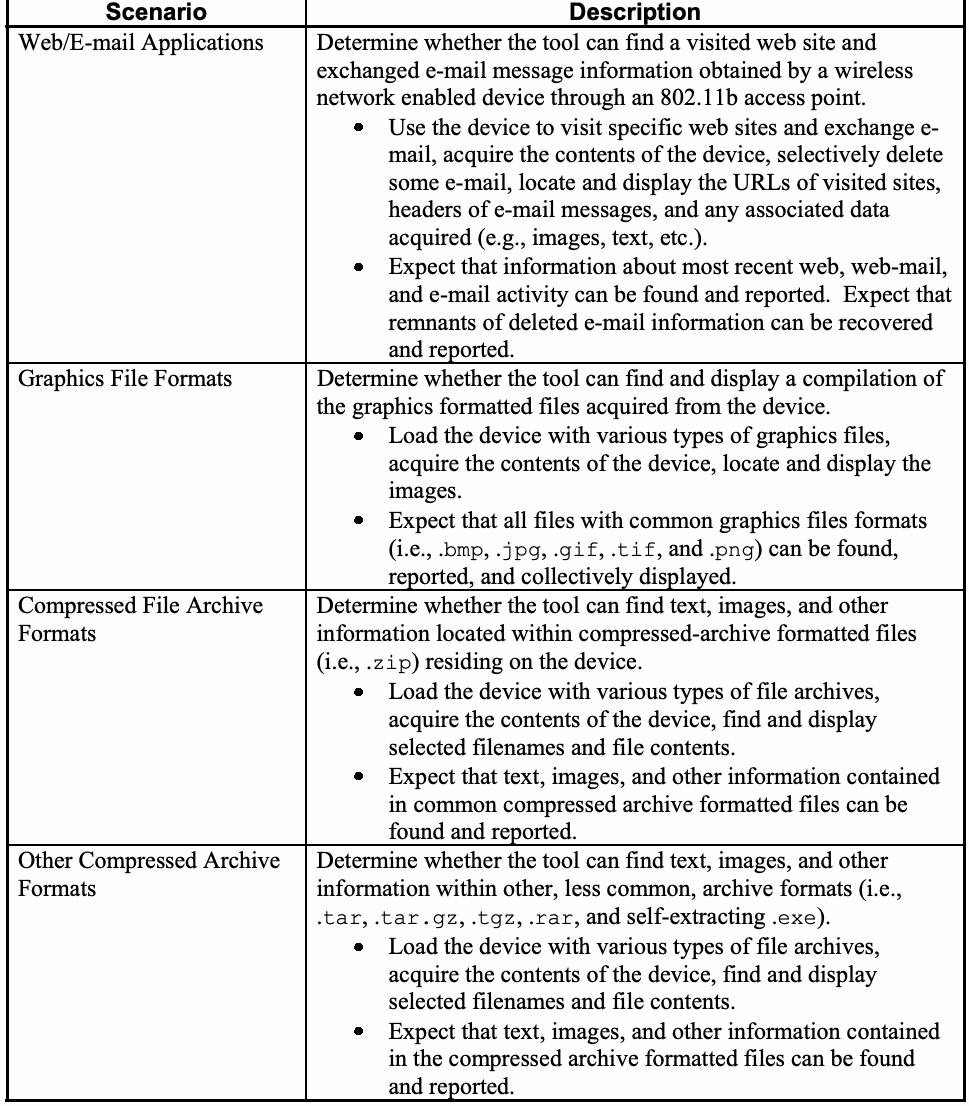 Scenario Description
Web/E-mail Applications
Determine whether the tool can find a visited web site and
exchanged e-mail message information obtained by a wireless
network enabled device through an 802.11b access point.
• Use the device to visit specific web sites and exchange e-
mail, acquire the contents of the device, selectively delete
some e-mail, locate and display the URLs of visited sites,
headers of e-mail messages, and any associated data
acquired (e.g., images, text, etc.).
• Expect that information about most recent web, web-mail,
and e-mail activity can be found and reported.  Expect that
remnants of deleted e-mail information can be recovered
and reported.
Graphics File Formats
Determine whether the tool can find and display a compilation of
the graphics formatted files acquired from the device.
• Load the device with various types of graphics files,
acquire the contents of the device, locate and display the
images.
• Expect that all files with common graphics files formats
(i.e., .bmp, .jpg, .gif, .tif, and .png) can be found,
reported, and collectively displayed.
Compressed File Archive
Formats
Determine whether the tool can find text, images, and other
information located within compressed-archive formatted files
(i.e., .zip) residing on the device.
• Load the device with various types of file archives,
acquire the contents of the device, find and display
selected filenames and file contents.
• Expect that text, images, and other information contained
in common compressed archive formatted files can be
found and reported.
Other Compressed Archive
Formats
Determine whether the tool can find text, images, and other
information within other, less common, archive formats (i.e.,
.tar, .tar.gz, .tgz, .rar, and self-extracting .exe).
• Load the device with various types of file archives,
acquire the contents of the device, find and display
selected filenames and file contents.
• Expect that text, images, and other information contained
in the compressed archive formatted files can be found
and reported.